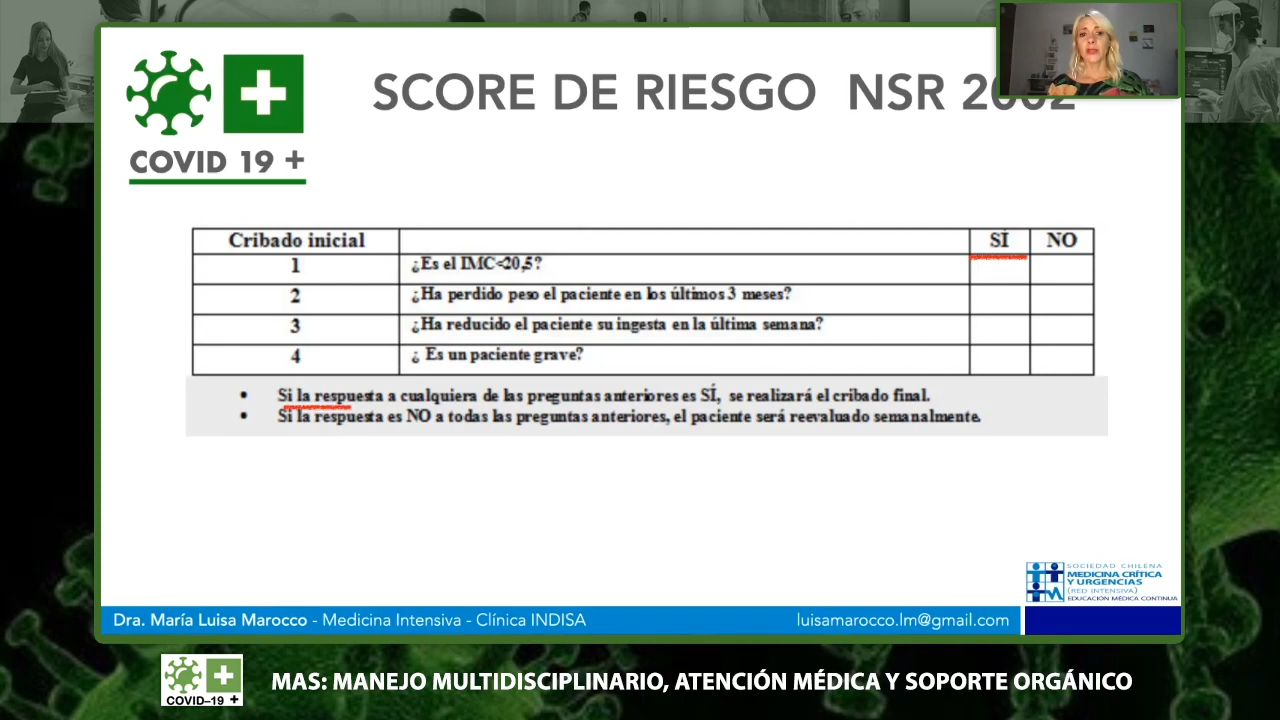 SCORE DE RIESGO NSR 2002
COVID 19 +
Cribado inicial SÍ NO
1 ¿Es el IMC<20,5?
2 ¿Ha perdido peso el paciente en los últimos 3 meses?
3 ¿Ha reducido el paciente su ingesta en la última semana?
4 ¿ Es un paciente grave?
• Si la respuesta a cualquiera de las preguntas anteriores es SÍ, se realizará el cribado final.
• Si la respuesta es NO a todas las preguntas anteriores, el paciente será reevaluado semanalmente.
SOCIEDAD CHILENA
MEDICINA CRÍTICA
Y URGENCIAS
(RED INTENSIVA)
EDUCACIÓN MÉDICA CONTINUA
Dra. María Luisa Marocco - Medicina Intensiva - Clínica INDISA luisamarocco.lm@gmail.com
COVID-19 +
MAS: MANEJO MULTIDISCIPLINARIO, ATENCIÓN MÉDICA Y SOPORTE ORGÁNICO